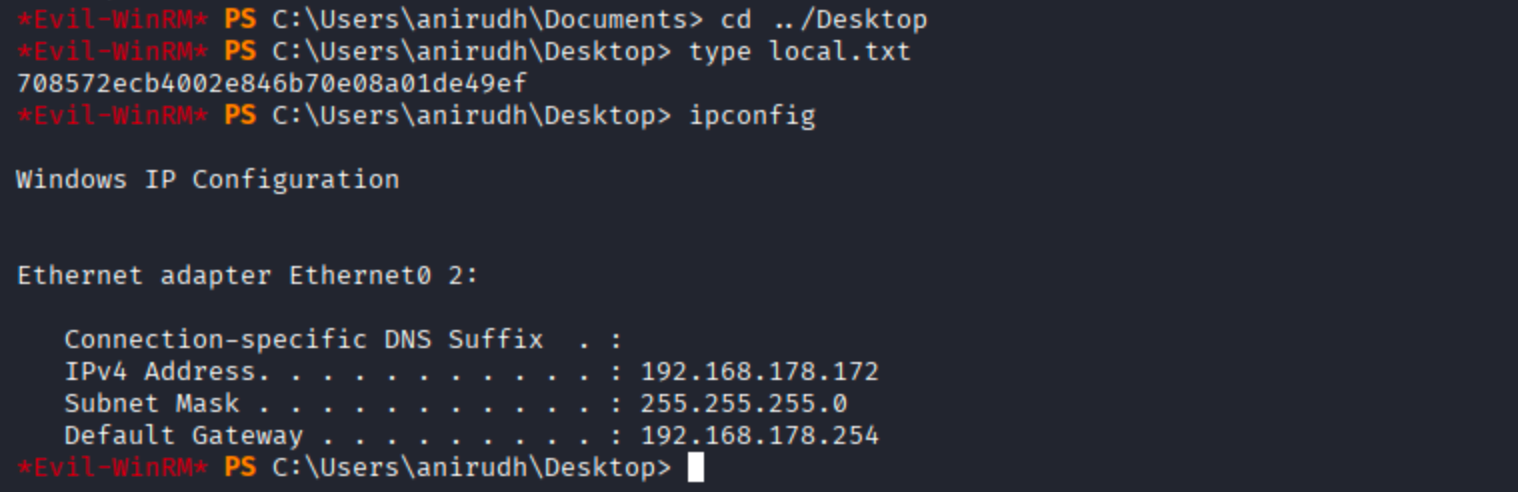 *Evil-WinRM* PS C:\Users\anirudh\Documents> cd ../Desktop
*Evil-WinRM* PS C:\Users\anirudh\Desktop> type local.txt
708572ecb4002e846b70e08a01de49ef
*Evil-WinRM* PS C:\Users\anirudh\Desktop> ipconfig
Windows IP Configuration
Ethernet adapter Ethernet0 2:
Connection-specific DNS Suffix  . :
IPv4 Address. . . . . . . . . . . : 192.168.178.172
Subnet Mask . . . . . . . . . . . : 255.255.255.0
Default Gateway . . . . . . . . . : 192.168.178.254
*Evil-WinRM* PS C:\Users\anirudh\Desktop>